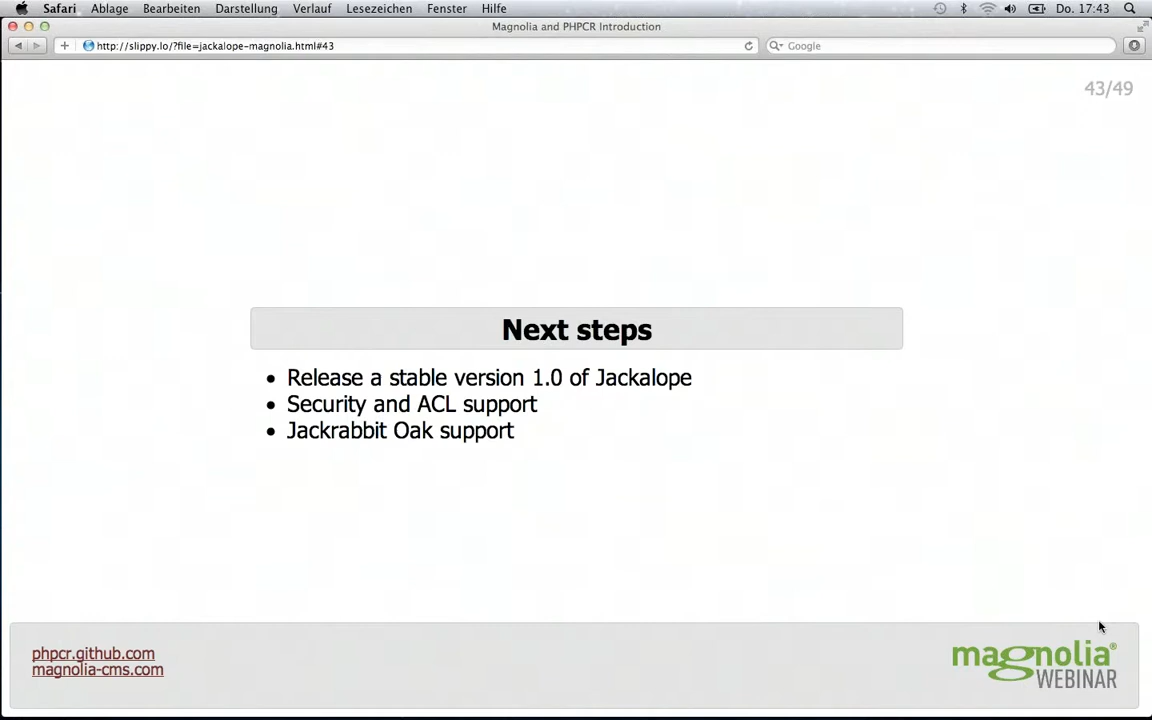 Safari Ablage Bearbeiten Darstellung Verlauf Lesezeichen Fenster Hilfe Do. 17:43
Magnolia and PHPCR Introduction
http://slippy.lo/?file=jackalope-magnolia.html#43 Google
43/49
Next steps
• Release a stable version 1.0 of Jackalope
• Security and ACL support
• Jackrabbit Oak support
phpcr.github.com
magnolia-cms.com
magnolia®
WEBINAR